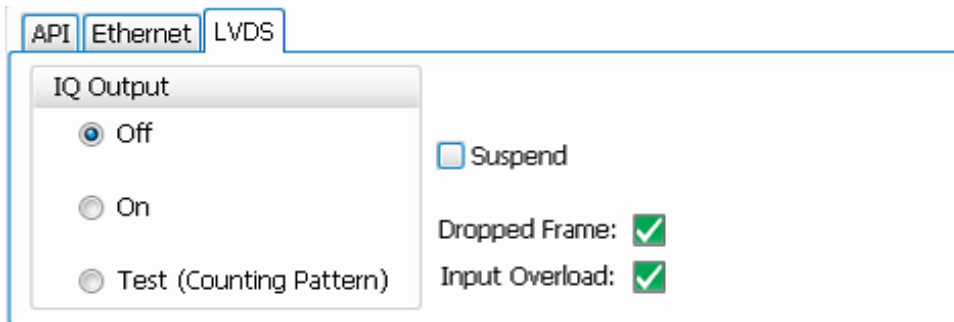 API Ethernet LVDS
IQ Output
Off
Suspend
On
Dropped Frame:
Input Overload:
Test (Counting Pattern)